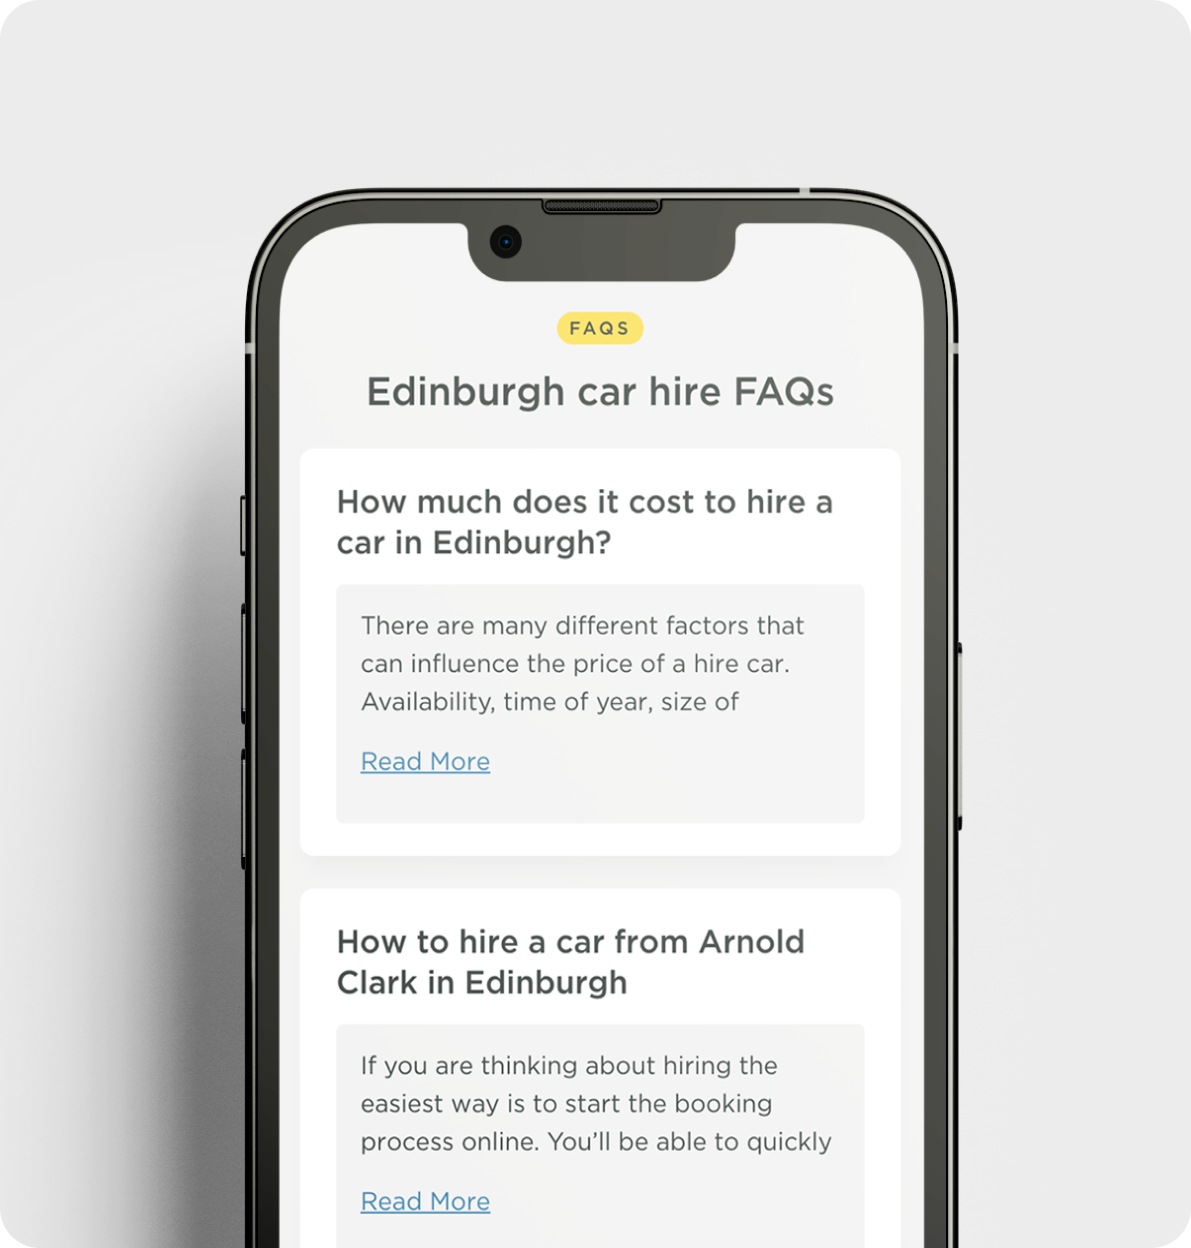 FAQS
Edinburgh car hire FAQs
How much does it cost to hire a
car in Edinburgh?
There are many different factors that
can influence the price of a hire car.
Availability, time of year, size of
Read More
How to hire a car from Arnold
Clark in Edinburgh
If you are thinking about hiring the
easiest way is to start the booking
process online. You’ll be able to quickly
Read More